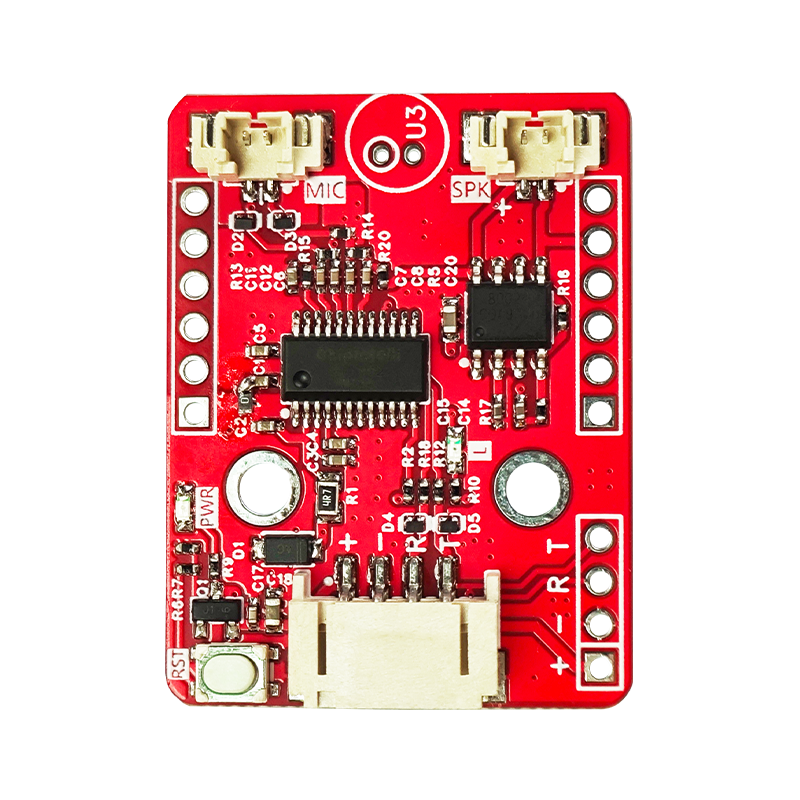 U3
MIC
SPK
+
D2
D3
R14
R15
R20
R13
C11
C12
C6
C7
C8
R5
C20
R16
C5
C1
C2
C3
C4
C15
C14
R17
L
R2
R18
R12
R10
R1
4R7
D4
D5
PWR
D1
+
-
R
T
R6
R7
Q1
R9
C17
C18
RST
T
R
-
+